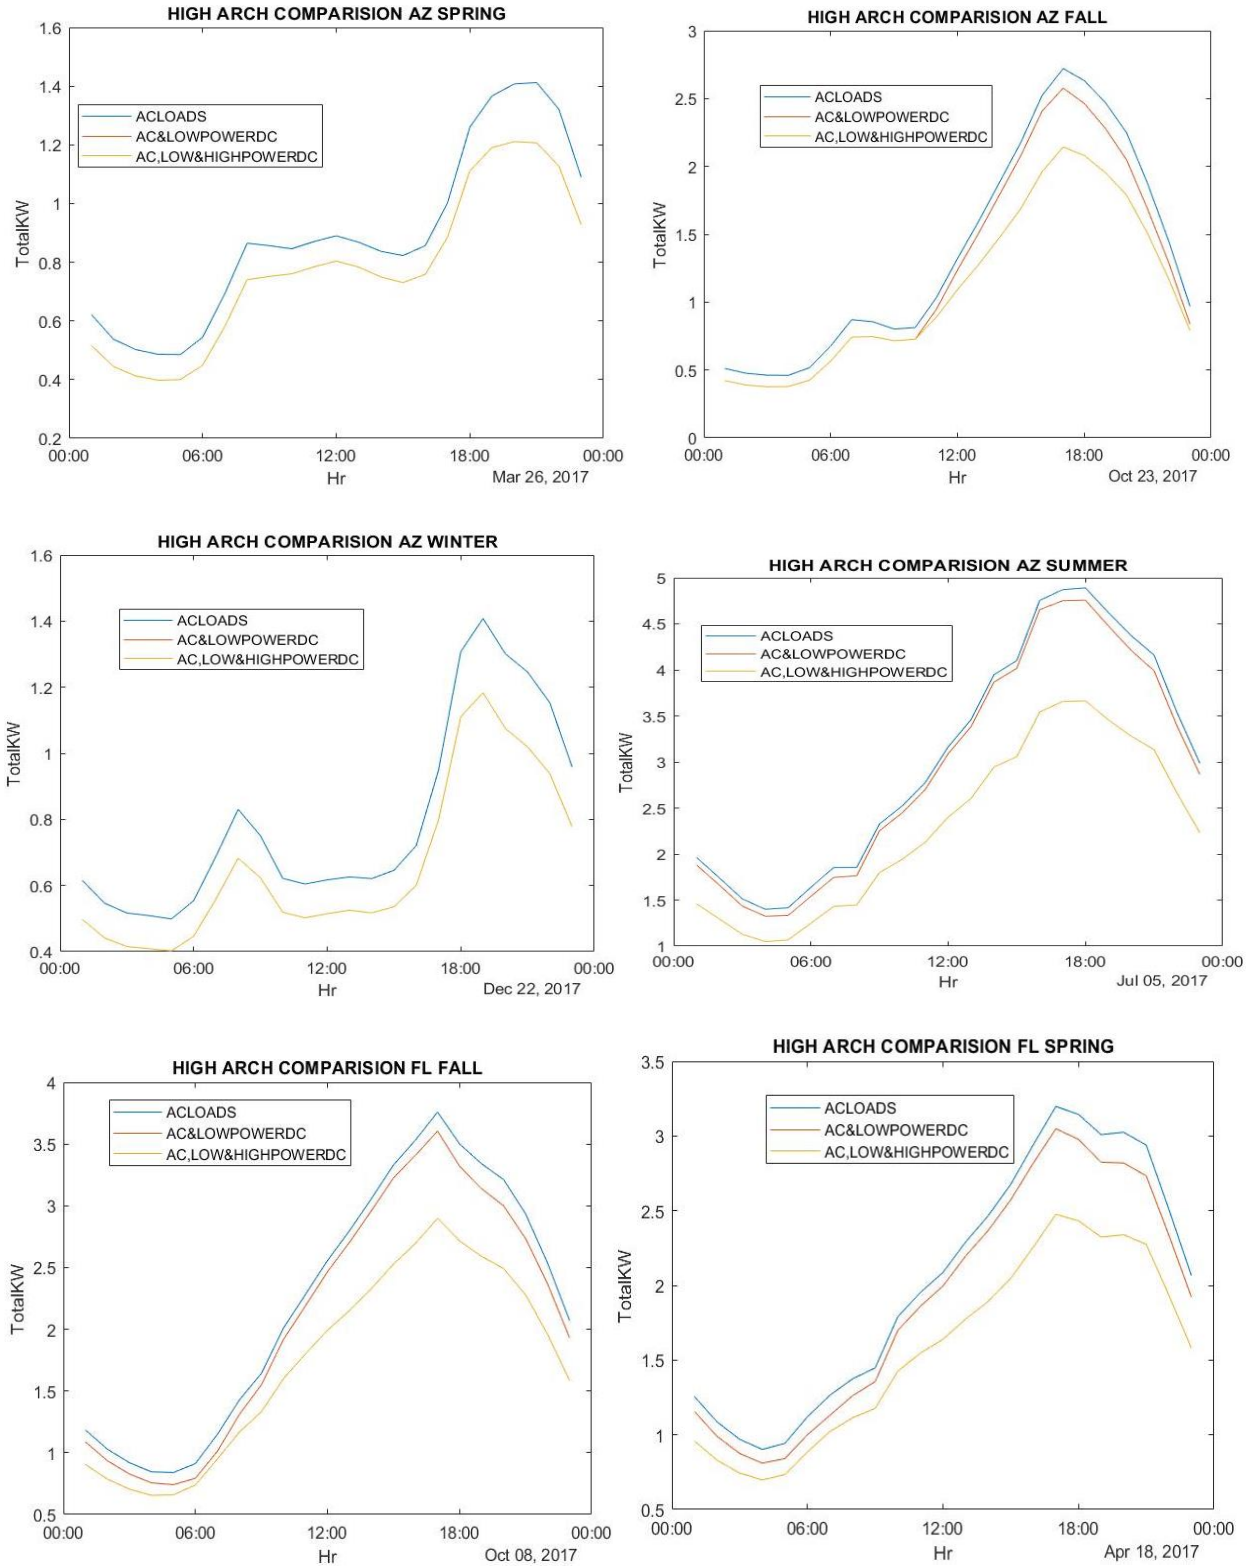 HIGH ARCH COMPARISION AZ SPRING
1.6
1.4
1.2
1
0.8
0.6
0.4
0.2
TotalKW
ACLOADS
AC&LOWPOWERDC
AC,LOW&HIGHPOWERDC
00:00 06:00 12:00 18:00 00:00
Hr
Mar 26, 2017
HIGH ARCH COMPARISION AZ FALL
3
2.5
2
1.5
1
0.5
0
TotalKW
ACLOADS
AC&LOWPOWERDC
AC,LOW&HIGHPOWERDC
00:00 06:00 12:00 18:00 00:00
Hr
Oct 23, 2017
HIGH ARCH COMPARISION AZ WINTER
1.6
1.4
1.2
1
0.8
0.6
0.4
TotalKW
ACLOADS
AC&LOWPOWERDC
AC,LOW&HIGHPOWERDC
00:00 06:00 12:00 18:00 00:00
Hr
Dec 22, 2017
HIGH ARCH COMPARISION AZ SUMMER
5
4.5
4
3.5
3
2.5
2
1.5
1
TotalKW
ACLOADS
AC&LOWPOWERDC
AC,LOW&HIGHPOWERDC
00:00 06:00 12:00 18:00 00:00
Hr
Jul 05, 2017
HIGH ARCH COMPARISION FL FALL
4
3.5
3
2.5
2
1.5
1
0.5
TotalKW
ACLOADS
AC&LOWPOWERDC
AC,LOW&HIGHPOWERDC
00:00 06:00 12:00 18:00 00:00
Hr
Oct 08, 2017
HIGH ARCH COMPARISION FL SPRING
3.5
3
2.5
2
1.5
1
0.5
TotalKW
ACLOADS
AC&LOWPOWERDC
AC,LOW&HIGHPOWERDC
00:00 06:00 12:00 18:00 00:00
Hr
Apr 18, 2017